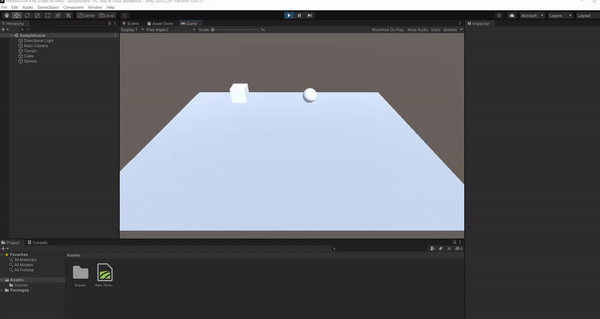 File Edit Assets GameObject Component Window Help
Center Local
Account Layers Layout
Hierarchy
Scene Asset Store Game
Inspector
Display 1 Free Aspect Scale 1x Maximize On Play Mute Audio Stats Gizmos
SampleScene
Directional Light
Main Camera
Terrain
Cube
Sphere
Project Console
Favorites
All Materials
All Models
All Prefabs
Assets
Scenes
Packages
Assets
Scenes
New Terra...